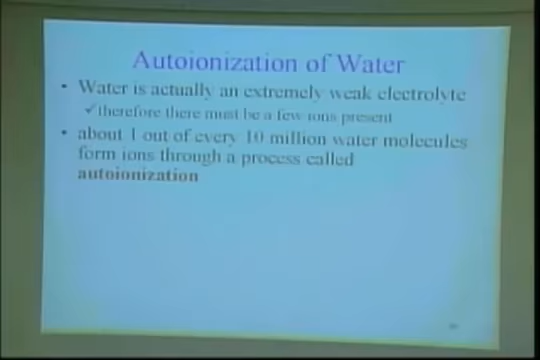 Autoionization of Water
• Water is actually an extremely weak electrolyte
✓therefore there must be a few ions present
• about 1 out of every 10 million water molecules
form ions through a process called
autoionization